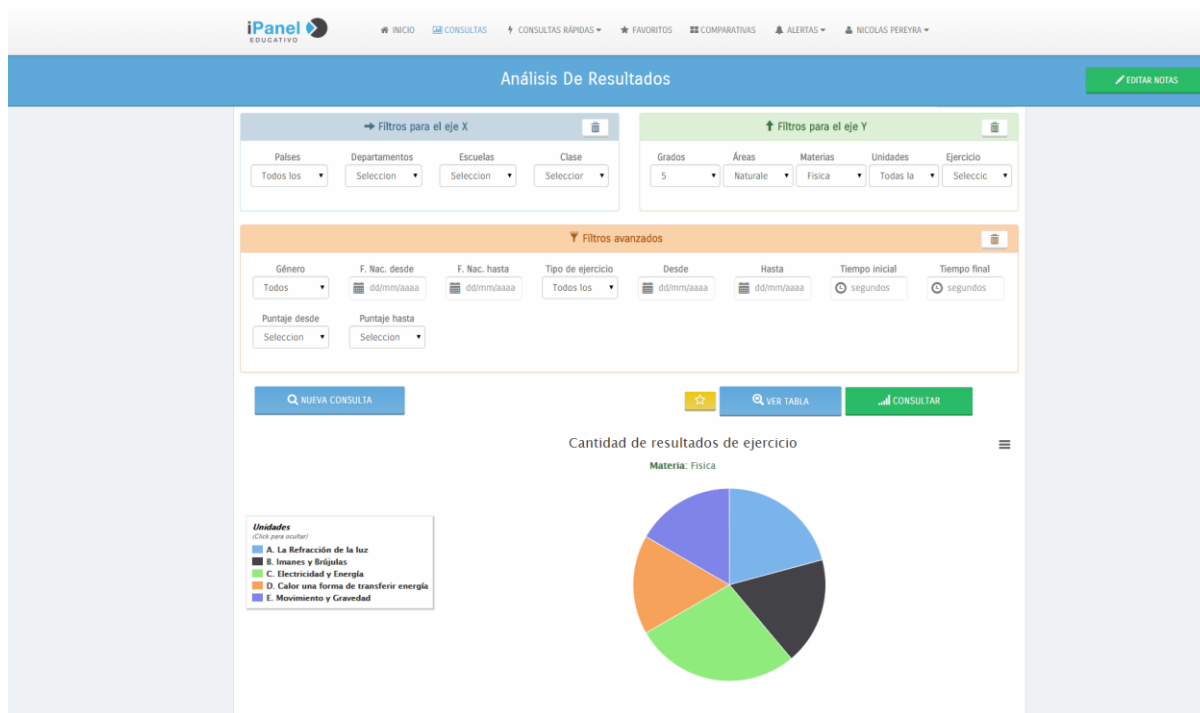 iPanel
EDUCATIVO
INICIO
CONSULTAS
CONSULTAS RÁPIDAS
FAVORITOS
COMPARATIVAS
ALERTAS
NICOLAS PEREYRA
Análisis De Resultados
EDITAR NOTAS
Filtros para el eje X
Países Departamentos Escuelas Clase
Todos los Seleccion Seleccion Seleccior
Filtros para el eje Y
Grados Áreas Materias Unidades Ejercicio
5 Naturale Fisica Todas la Seleccic
Filtros avanzados
Género F. Nac. desde F. Nac. hasta Tipo de ejercicio Desde Hasta Tiempo inicial Tiempo final
Todos dd/mm/aaaa dd/mm/aaaa Todos los dd/mm/aaaa dd/mm/aaaa segundos segundos
Puntaje desde Puntaje hasta
Seleccion Seleccion
NUEVA CONSULTA
VER TABLA
CONSULTAR
Cantidad de resultados de ejercicio
Materia: Fisica
Unidades
(Click para ocultar)
A. La Refracción de la luz
B. Imanes y Brújulas
C. Electricidad y Energía
D. Calor una forma de transferir energía
E. Movimiento y Gravedad